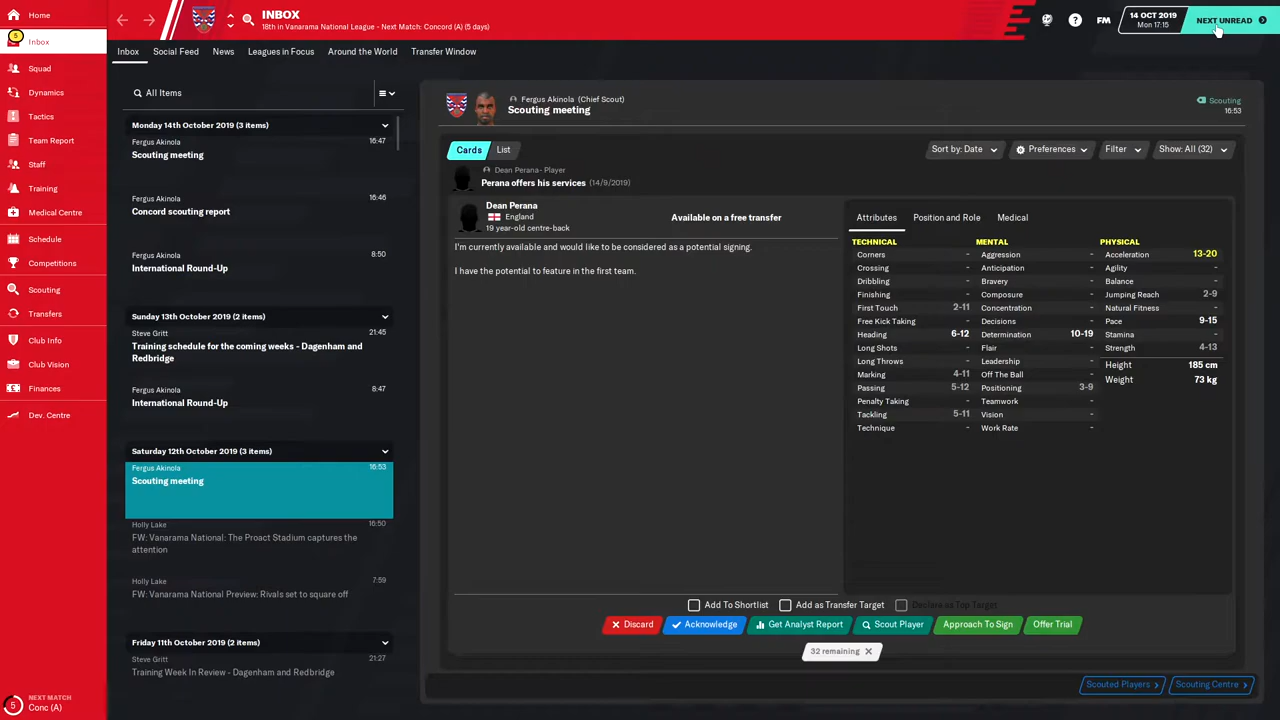 Home
INBOX
18th in Vanarama National League - Next Match: Concord (A) (5 days)
FM
14 OCT 2019
Mon 17:15
NEXT UNREAD
5
Inbox
Squad
Dynamics
Tactics
Team Report
Staff
Training
Medical Centre
Schedule
Competitions
Scouting
Transfers
Club Info
Club Vision
Finances
Dev. Centre
5
NEXT MATCH
Conc (A)
Inbox Social Feed News Leagues in Focus Around the World Transfer Window
All Items
Monday 14th October 2019 (3 items)
Fergus Akinola 16:47
Scouting meeting
Fergus Akinola 16:46
Concord scouting report
Fergus Akinola 8:50
International Round-Up
Sunday 13th October 2019 (2 items)
Steve Gritt 21:45
Training schedule for the coming weeks - Dagenham and
Redbridge
Fergus Akinola 8:47
International Round-Up
Saturday 12th October 2019 (3 items)
Fergus Akinola 16:53
Scouting meeting
Holly Lake 16:50
FW: Vanarama National: The Proact Stadium captures the
attention
Holly Lake 7:59
FW: Vanarama National Preview: Rivals set to square off
Friday 11th October 2019 (2 items)
Steve Gritt 21:27
Training Week In Review - Dagenham and Redbridge
Fergus Akinola (Chief Scout)
Scouting meeting
Scouting
16:53
Cards List
Sort by: Date Preferences Filter Show: All (32)
Dean Perana - Player
Perana offers his services (14/9/2019)
Dean Perana
England
19 year-old centre-back
Available on a free transfer
I'm currently available and would like to be considered as a potential signing.
I have the potential to feature in the first team.
Attributes Position and Role Medical
TECHNICAL MENTAL PHYSICAL
Corners - Aggression - Acceleration 13-20
Crossing - Anticipation - Agility -
Dribbling - Bravery - Balance -
Finishing - Composure - Jumping Reach 2-9
First Touch 2-11 Concentration - Natural Fitness -
Free Kick Taking - Decisions - Pace 9-15
Heading 6-12 Determination 10-19 Stamina -
Long Shots - Flair - Strength 4-13
Long Throws - Leadership - Height 185 cm
Marking 4-11 Off The Ball - Weight 73 kg
Passing 5-12 Positioning 3-9
Penalty Taking - Teamwork -
Tackling 5-11 Vision -
Technique - Work Rate -
Add To Shortlist Add as Transfer Target Declare as Top Target
Discard Acknowledge Get Analyst Report Scout Player Approach To Sign Offer Trial
32 remaining
Scouted Players Scouting Centre